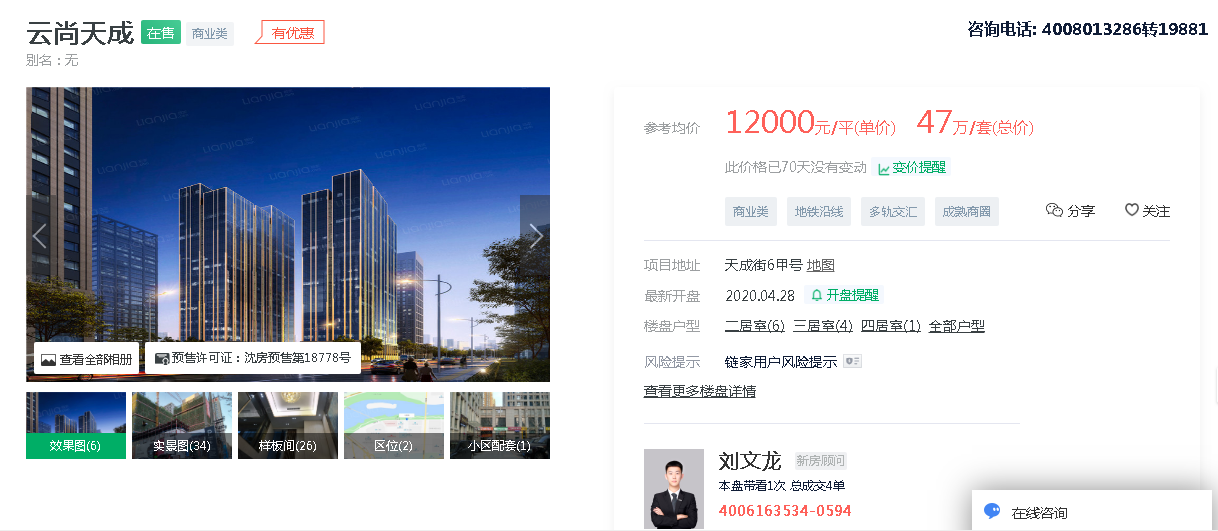 云尚天成 在售 商业类 有优惠
咨询电话: 4008013286转19881
别名：无
参考均价 12000元/平(单价) 47万/套(总价)
此价格已70天没有变动 变价提醒
商业类 地铁沿线 多轨交汇 成熟商圈 分享 关注
项目地址 天成街6甲号 地图
最新开盘 2020.04.28 开盘提醒
楼盘户型 二居室(6) 三居室(4) 四居室(1) 全部户型
风险提示 链家用户风险提示
查看更多楼盘详情
查看全部相册 预售许可证：沈房预售第18778号
效果图(6) 实景图(34) 样板间(26) 区位(2) 小区配套(1)
刘文龙 新房顾问
本盘带看1次 总成交4单
4006163534-0594
在线咨询